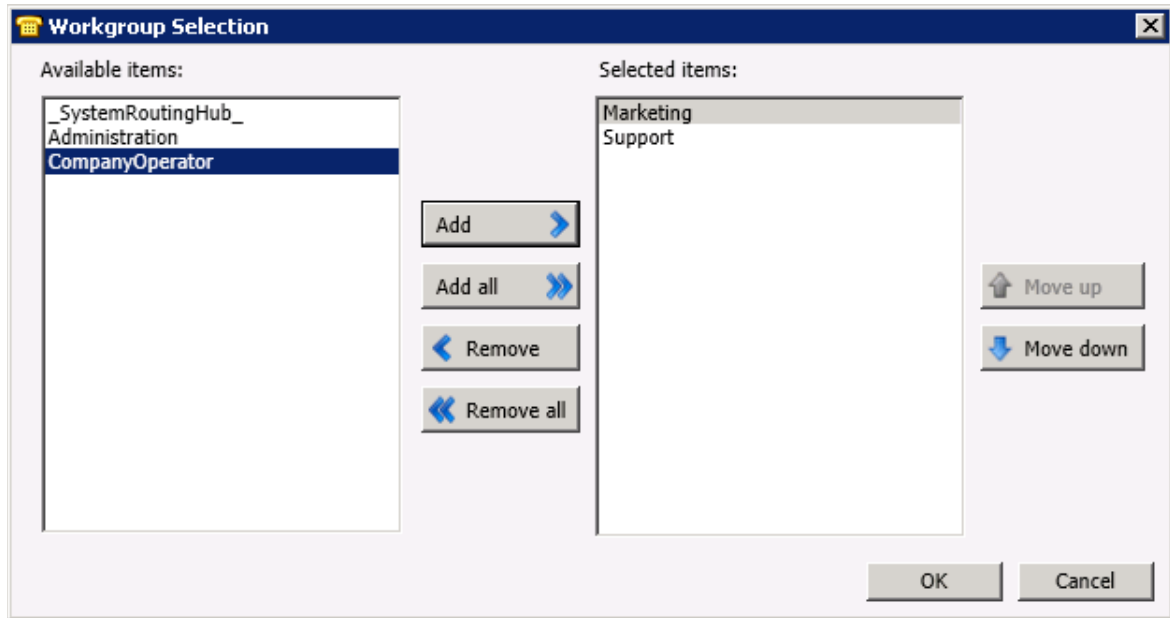 Workgroup Selection
Available items:
_SystemRoutingHub_
Administration
CompanyOperator
Add
Add all
Remove
Remove all
Selected items:
Marketing
Support
Move up
Move down
OK
Cancel